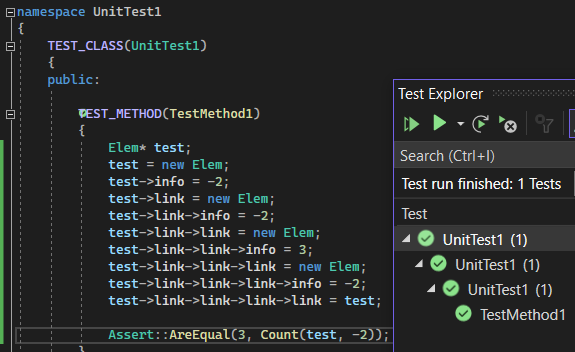 namespace UnitTest1
{
TEST_CLASS(UnitTest1)
{
public:
TEST_METHOD(TestMethod1)
{
Elem* test;
test = new Elem;
test->info = -2;
test->link = new Elem;
test->link->info = -2;
test->link->link = new Elem;
test->link->link->info = 3;
test->link->link->link = new Elem;
test->link->link->link->info = -2;
test->link->link->link->link = test;
Assert::AreEqual(3, Count(test, -2));
}
Test Explorer
Search (Ctrl+I)
Test run finished: 1 Tests
Test
UnitTest1 (1)
UnitTest1 (1)
UnitTest1 (1)
TestMethod1